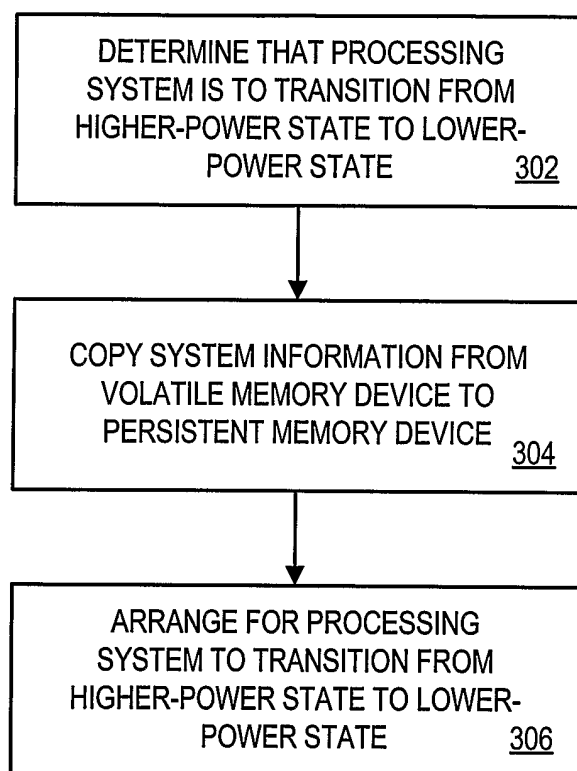 DETERMINE THAT PROCESSING
SYSTEM IS TO TRANSITION FROM
HIGHER-POWER STATE TO LOWER-
POWER STATE 302
COPY SYSTEM INFORMATION FROM
VOLATILE MEMORY DEVICE TO
PERSISTENT MEMORY DEVICE
304
ARRANGE FOR PROCESSING
SYSTEM TO TRANSITION FROM
HIGHER-POWER STATE TO LOWER-
POWER STATE 306